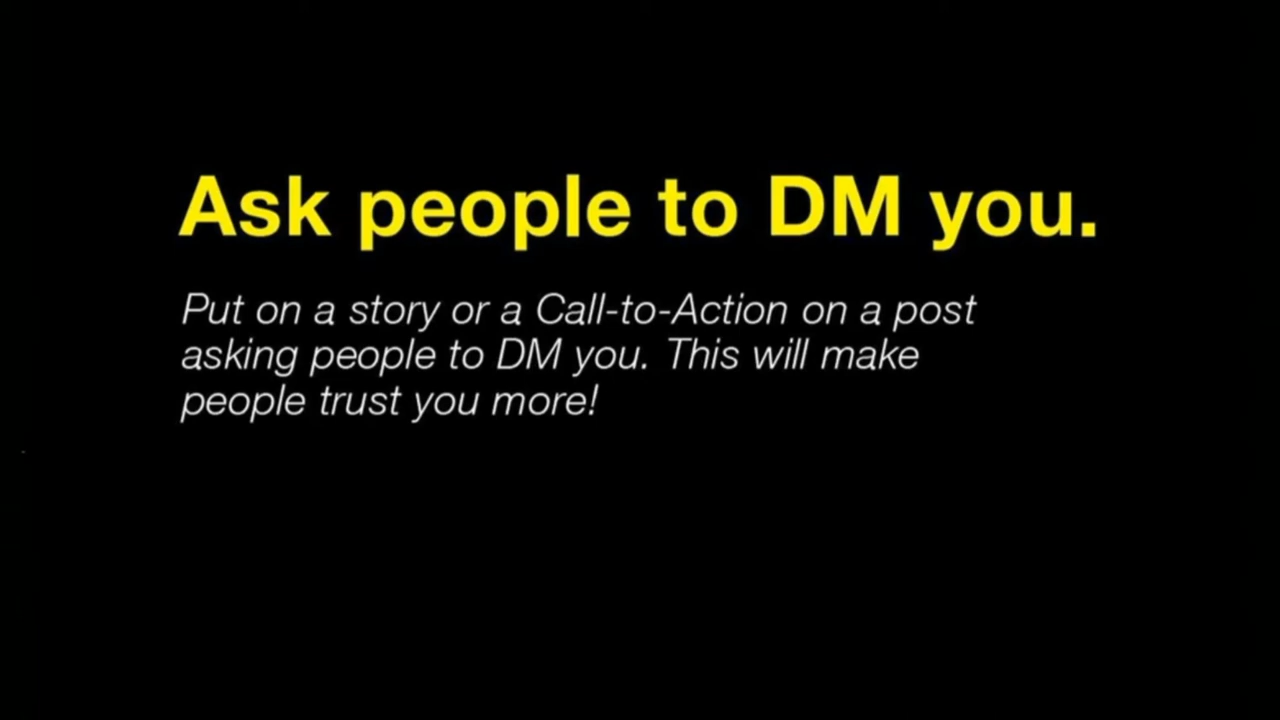 Ask people to DM you.
Put on a story or a Call-to-Action on a post
asking people to DM you. This will make
people trust you more!